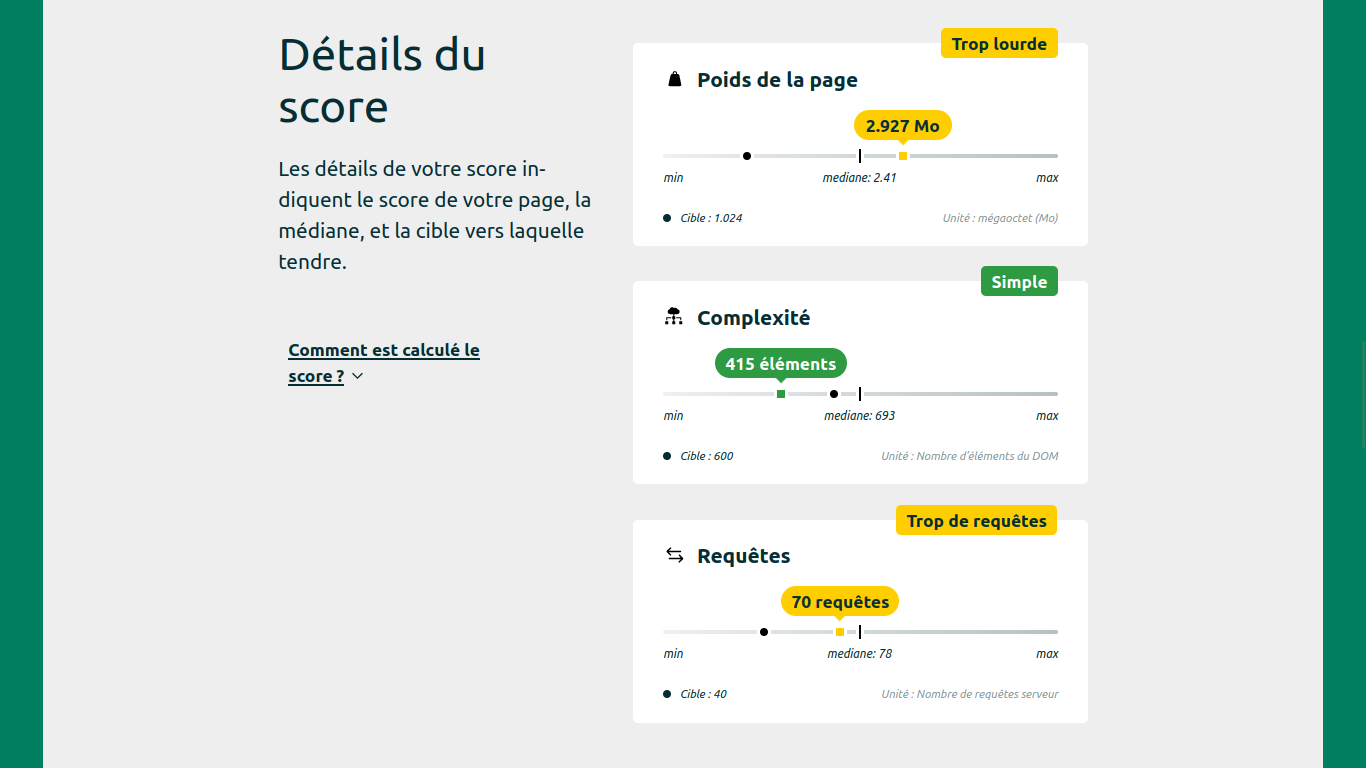 Détails du
score
Les détails de votre score in-
diquent le score de votre page, la
médiane, et la cible vers laquelle
tendre.
Comment est calculé le
score ?
Trop lourde
Poids de la page
2.927 Mo
min
mediane: 2.41
max
Cible : 1.024
Unité : mégaoctet (Mo)
Simple
Complexité
415 éléments
min
mediane: 693
max
Cible : 600
Unité : Nombre d'éléments du DOM
Trop de requêtes
Requêtes
70 requêtes
min
mediane: 78
max
Cible : 40
Unité : Nombre de requêtes serveur